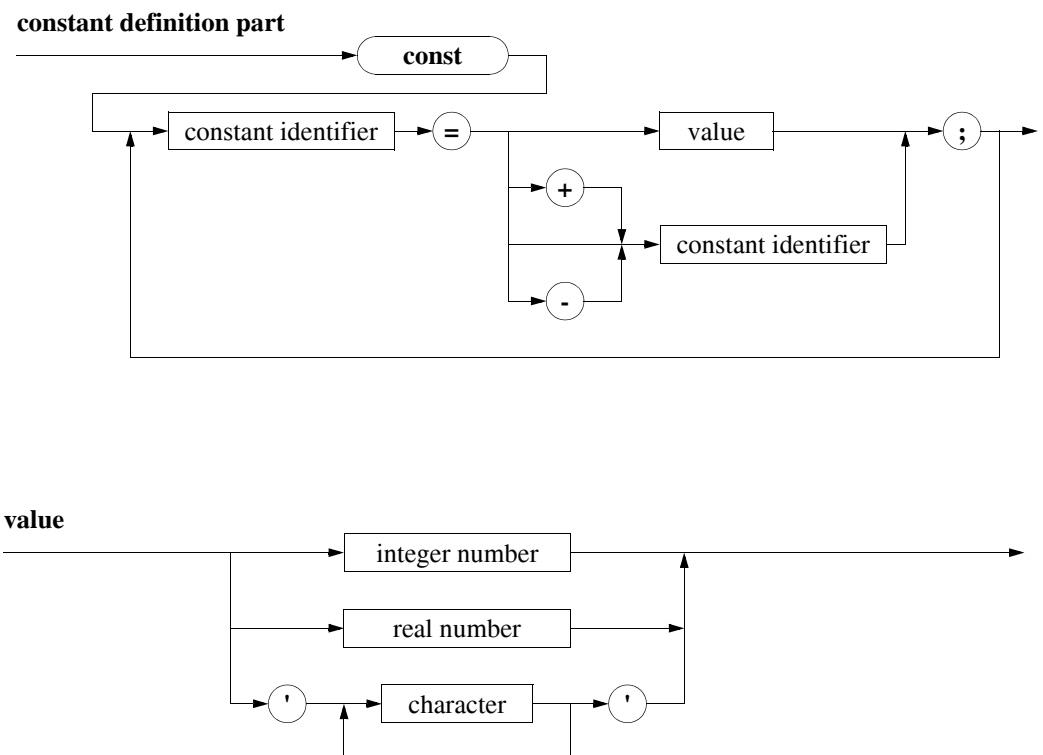 constant definition part
const
constant identifier = value ;
+
constant identifier
-
value
integer number
real number
' character '